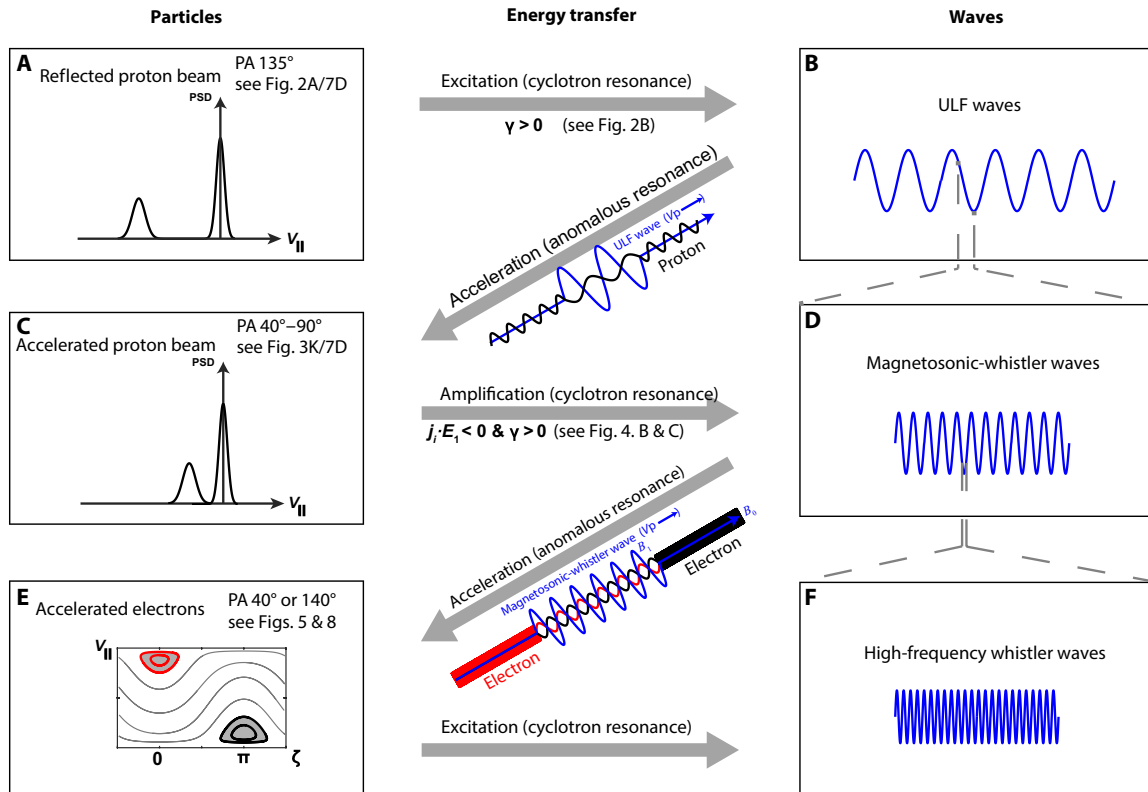 Particles
Energy transfer
Waves
A
Reflected proton beam
PA 135°
see Fig. 2A/7D
PSD
V||
Excitation (cyclotron resonance)
γ > 0 (see Fig. 2B)
B
ULF waves
Acceleration (anomalous resonance)
ULF wave (Vp)
Proton
C
Accelerated proton beam
PA 40°–90°
see Fig. 3K/7D
PSD
V||
Amplification (cyclotron resonance)
ji·E1 < 0 & γ > 0 (see Fig. 4. B & C)
D
Magnetosonic-whistler waves
Acceleration (anomalous resonance)
Magnetosonic-whistler wave (Vp)
B1
B0
Electron
Electron
E
Accelerated electrons
PA 40° or 140°
see Figs. 5 & 8
V||
0 π ζ
Excitation (cyclotron resonance)
F
High-frequency whistler waves